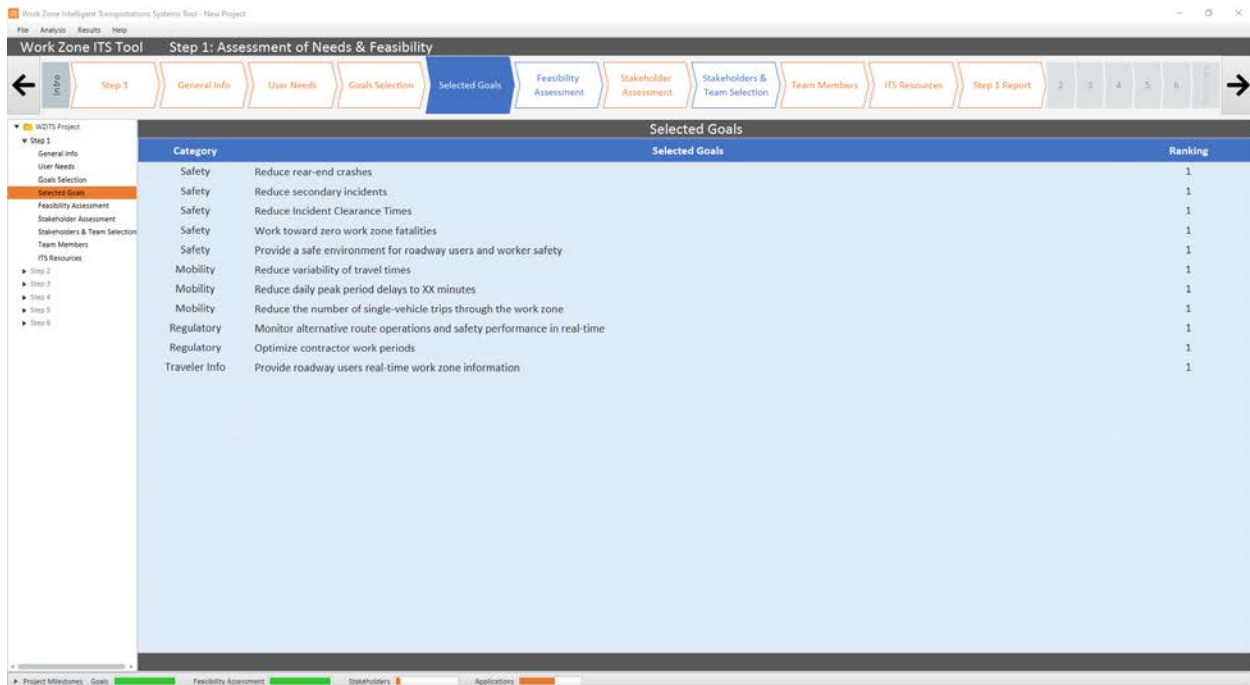 Work Zone Intelligent Transportations Systems Tool - New Project
File Analysis Results Help
Work Zone ITS Tool Step 1: Assessment of Needs & Feasibility
Intro
Step 1
General Info
User Needs
Goals Selection
Selected Goals
Feasibility
Assessment
Stakeholder
Assessment
Stakeholders &
Team Selection
Team Members
ITS Resources
Step 1 Report
2 3 4 5 6
WZITS Project
Step 1
General Info
User Needs
Goals Selection
Selected Goals
Feasibility Assessment
Stakeholder Assessment
Stakeholders & Team Selection
Team Members
ITS Resources
Step 2
Step 3
Step 4
Step 5
Step 6
Selected Goals
Category Selected Goals Ranking
Safety Reduce rear-end crashes 1
Safety Reduce secondary incidents 1
Safety Reduce Incident Clearance Times 1
Safety Work toward zero work zone fatalities 1
Safety Provide a safe environment for roadway users and worker safety 1
Mobility Reduce variability of travel times 1
Mobility Reduce daily peak period delays to XX minutes 1
Mobility Reduce the number of single-vehicle trips through the work zone 1
Regulatory Monitor alternative route operations and safety performance in real-time 1
Regulatory Optimize contractor work periods 1
Traveler Info Provide roadway users real-time work zone information 1
Project Milestones Goals Feasibility Assessment Stakeholders Applications